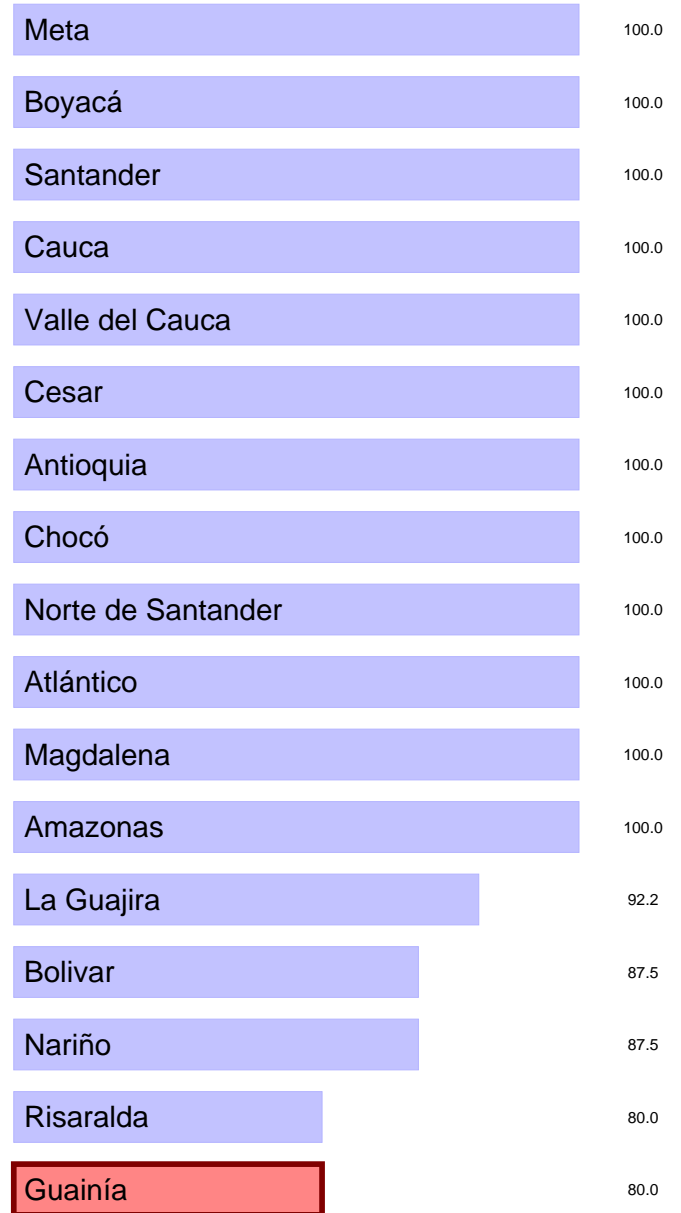 Meta 100.0
Boyacá 100.0
Santander 100.0
Cauca 100.0
Valle del Cauca 100.0
Cesar 100.0
Antioquia 100.0
Chocó 100.0
Norte de Santander 100.0
Atlántico 100.0
Magdalena 100.0
Amazonas 100.0
La Guajira 92.2
Bolivar 87.5
Nariño 87.5
Risaralda 80.0
Guainía 80.0